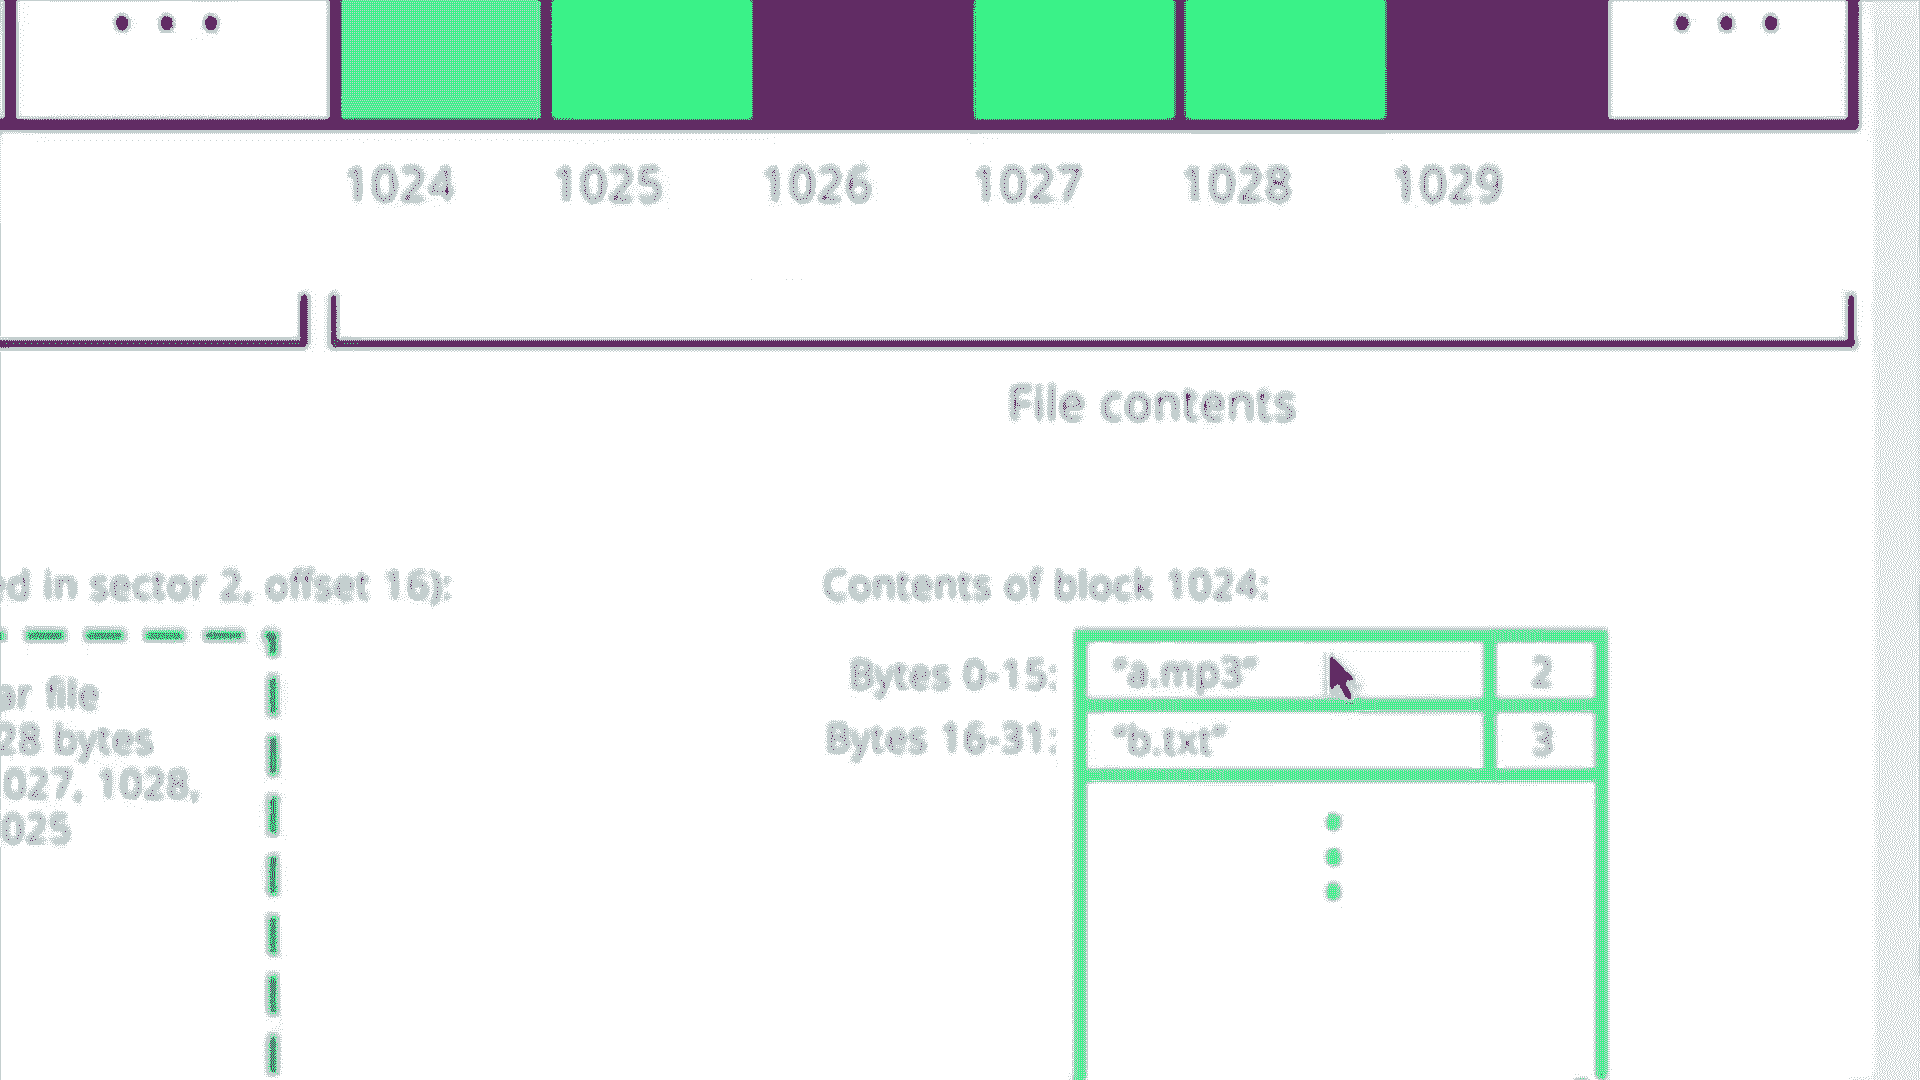 1024 1025 1026 1027 1028 1029
File contents
ed in sector 2, offset 16):
ar file
28 bytes
027, 1028,
025
Contents of block 1024:
Bytes 0-15: "a.mp3" 2
Bytes 16-31: "b.txt" 3